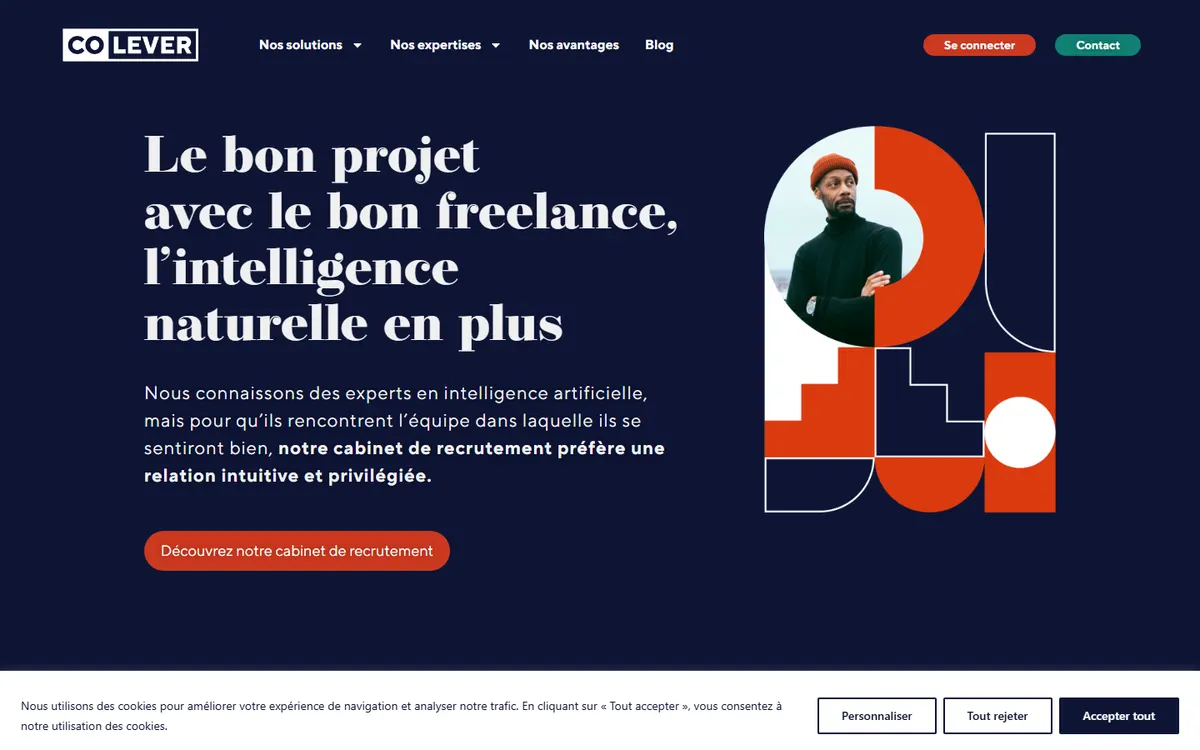 CO LEVER
Nos solutions
Nos expertises
Nos avantages
Blog
Se connecter
Contact
Le bon projet
avec le bon freelance,
l’intelligence
naturelle en plus
Nous connaissons des experts en intelligence artificielle,
mais pour qu’ils rencontrent l’équipe dans laquelle ils se
sentiront bien, notre cabinet de recrutement préfère une
relation intuitive et privilégiée.
Découvrez notre cabinet de recrutement
Nous utilisons des cookies pour améliorer votre expérience de navigation et analyser notre trafic. En cliquant sur « Tout accepter », vous consentez à
notre utilisation des cookies.
Personnaliser
Tout rejeter
Accepter tout